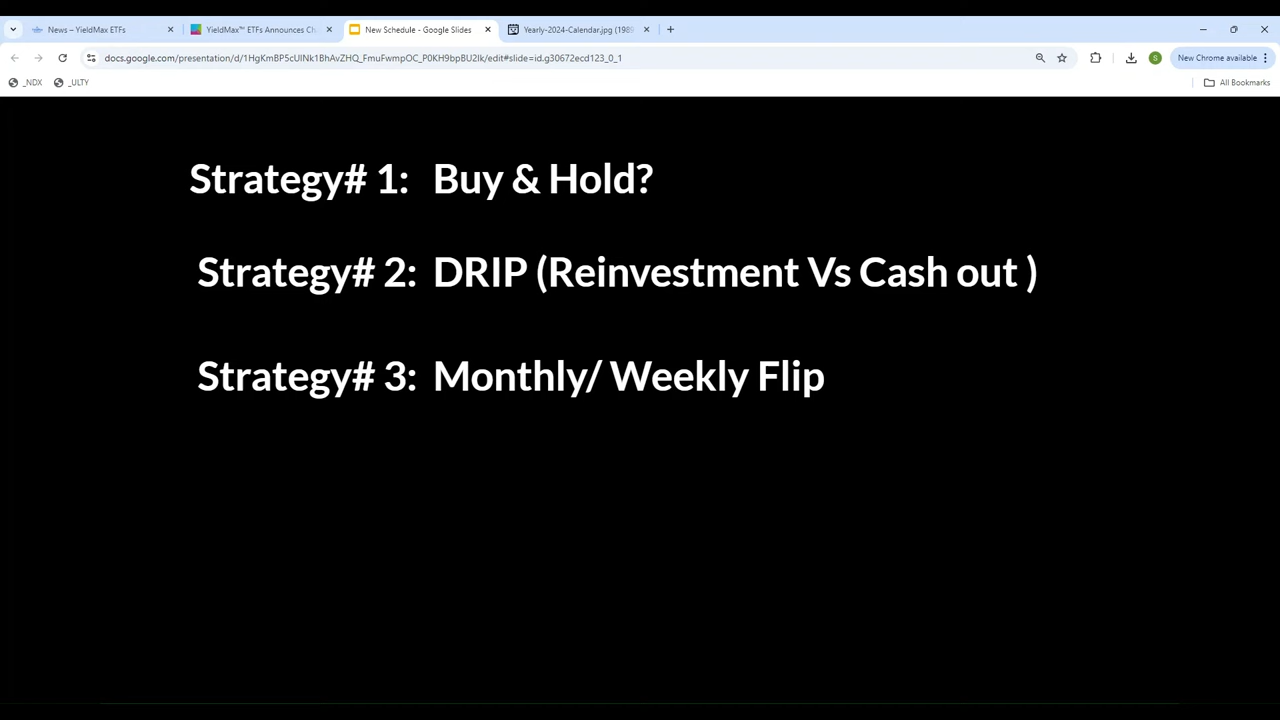 News – YieldMax ETFs
YieldMax™ ETFs Announces Ch
New Schedule - Google Slides
Yearly-2024-Calendar.jpg (1989
docs.google.com/presentation/d/1HgKmBP5cUlNk1BhAvZHQ_FmuFwmpOC_P0KH9bpBU2lk/edit#slide=id.g30672ecd123_0_1
S
New Chrome available
_NDX
_ULTY
All Bookmarks
Strategy# 1: Buy & Hold?
Strategy# 2: DRIP (Reinvestment Vs Cash out )
Strategy# 3: Monthly/ Weekly Flip